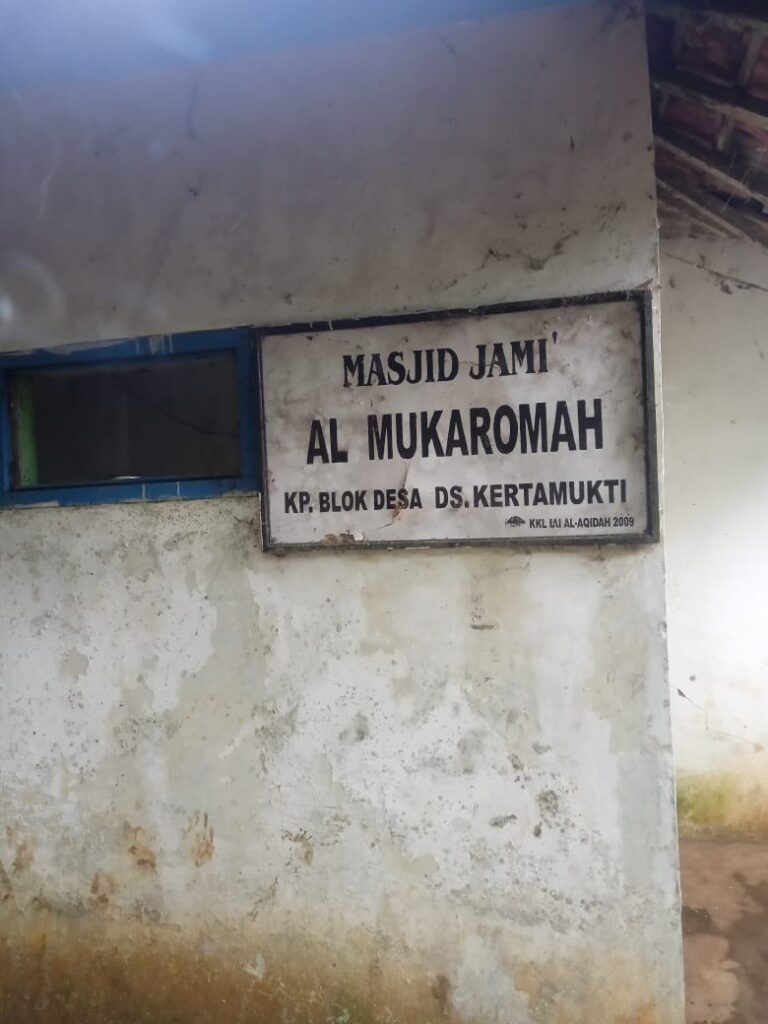 MASJID JAMI'
AL MUKAROMAH
KP. BLOK DESA DS. KERTAMUKTI
KKL IAI AL-AQIDAH 2009